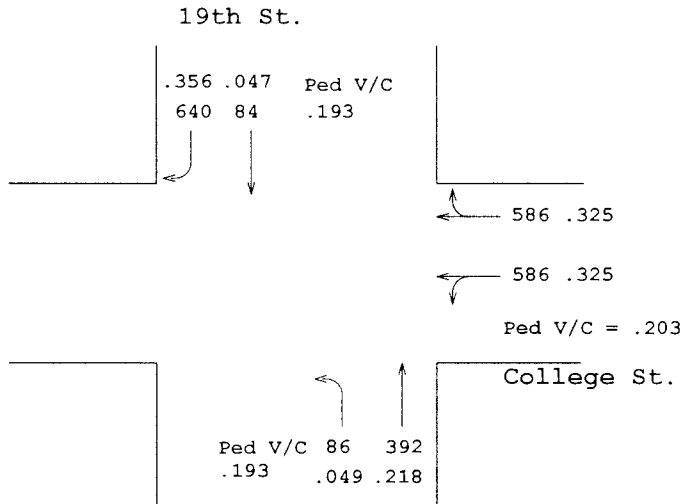 19th St.
.356 .047 Ped V/C
640 84 .193
586 .325
586 .325
Ped V/C = .203
College St.
Ped V/C 86 392
.193 .049 .218